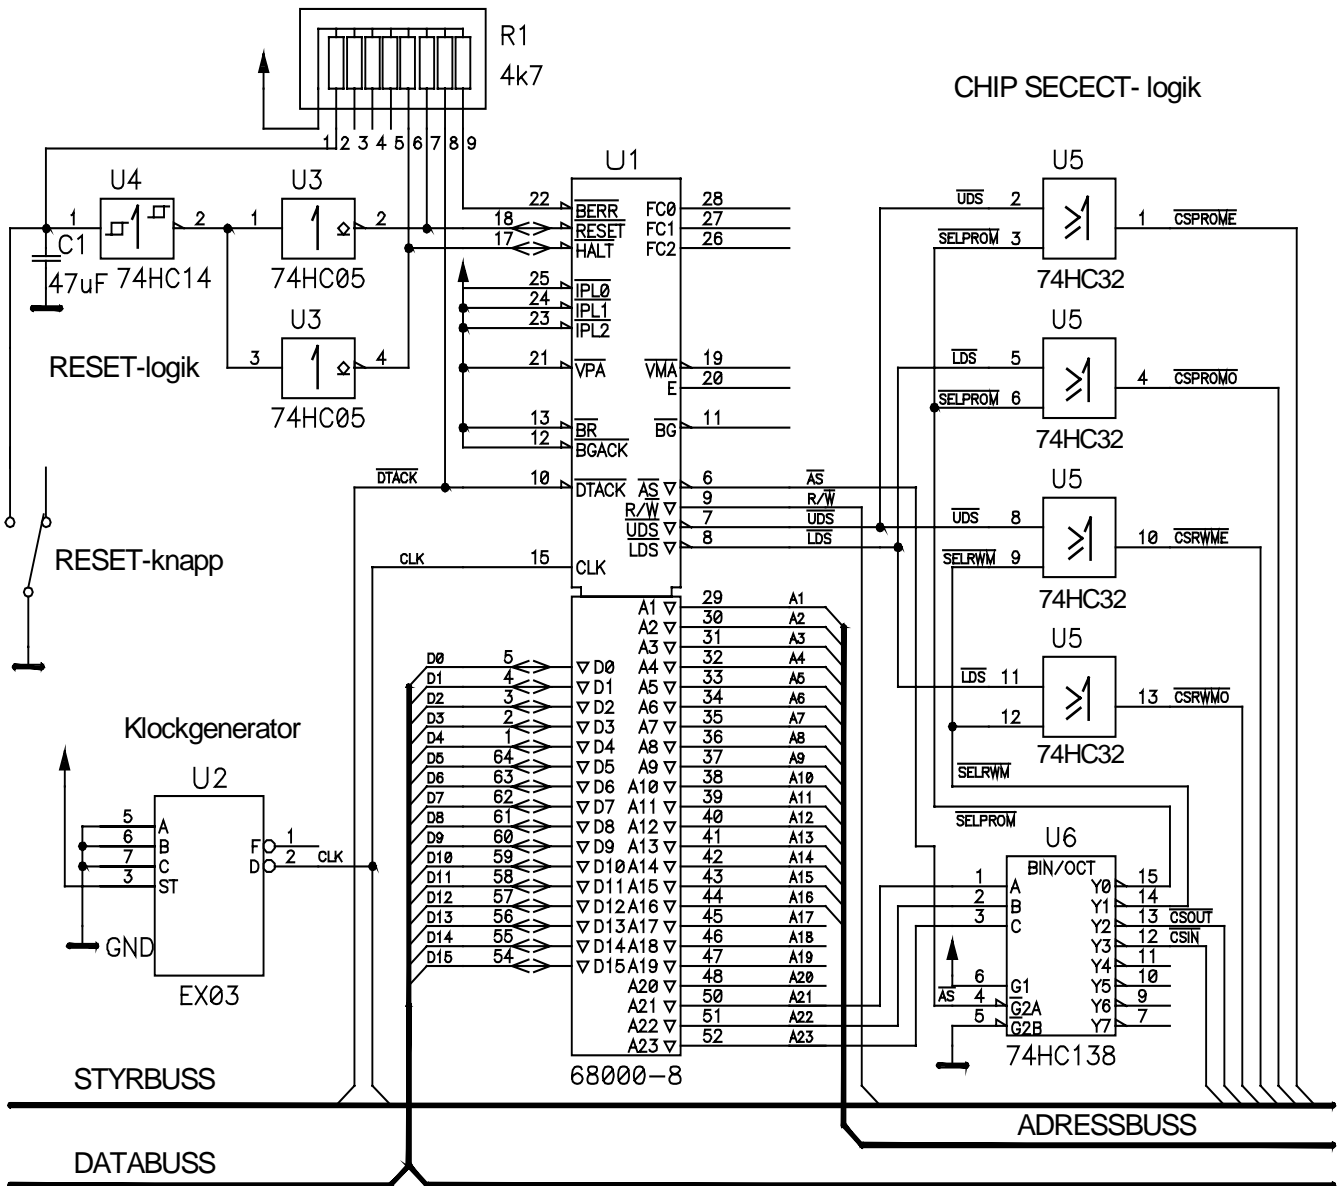 R1
4k7
CHIP SECECT- logik
1 2 3 4 5 6 7 8 9
U4
1
2
74HC14
C1
47uF
U3
1
2
74HC05
U3
3
4
74HC05
RESET-logik
RESET-knapp
U1
22 BERR
18 RESET
17 HALT
25 IPL0
24 IPL1
23 IPL2
21 VPA
13 BR
12 BGACK
DTACK 10 DTACK
CLK 15 CLK
FC0 28
FC1 27
FC2 26
VMA 19
E 20
BG 11
AS 6 AS
R/W 9 R/W
UDS 7 UDS
LDS 8 LDS
A1 29 A1
A2 30 A2
A3 31 A3
D0 5 D0 A4 32 A4
D1 4 D1 A5 33 A5
D2 3 D2 A6 34 A6
D3 2 D3 A7 35 A7
D4 1 D4 A8 36 A8
D5 64 D5 A9 37 A9
D6 63 D6 A10 38 A10
D7 62 D7 A11 39 A11
D8 61 D8 A12 40 A12
D9 60 D9 A13 41 A13
D10 59 D10 A14 42 A14
D11 58 D11 A15 43 A15
D12 57 D12 A16 44 A16
D13 56 D13 A17 45 A17
D14 55 D14 A18 46 A18
D15 54 D15 A19 47 A19
A20 48 A20
A21 50 A21
A22 51 A22
A23 52 A23
68000-8
Klockgenerator
U2
5 A
6 B
7 C
3 ST
F 1
D 2 CLK
GND
EX03
U5
UDS 2
SELPROM 3
1 CSPROME
74HC32
U5
LDS 5
SELPROM 6
4 CSPROMO
74HC32
U5
UDS 8
SELRWM 9
10 CSRWME
74HC32
U5
LDS 11
12
13 CSRWMO
74HC32
SELRWM
SELPROM
U6
BIN/OCT
1 A
2 B
3 C
6 G1
AS 4 G2A
5 G2B
Y0 15
Y1 14
Y2 13 CSOUT
Y3 12 CSIN
Y4 11
Y5 10
Y6 9
Y7 7
74HC138
STYRBUSS
ADRESSBUSS
DATABUSS